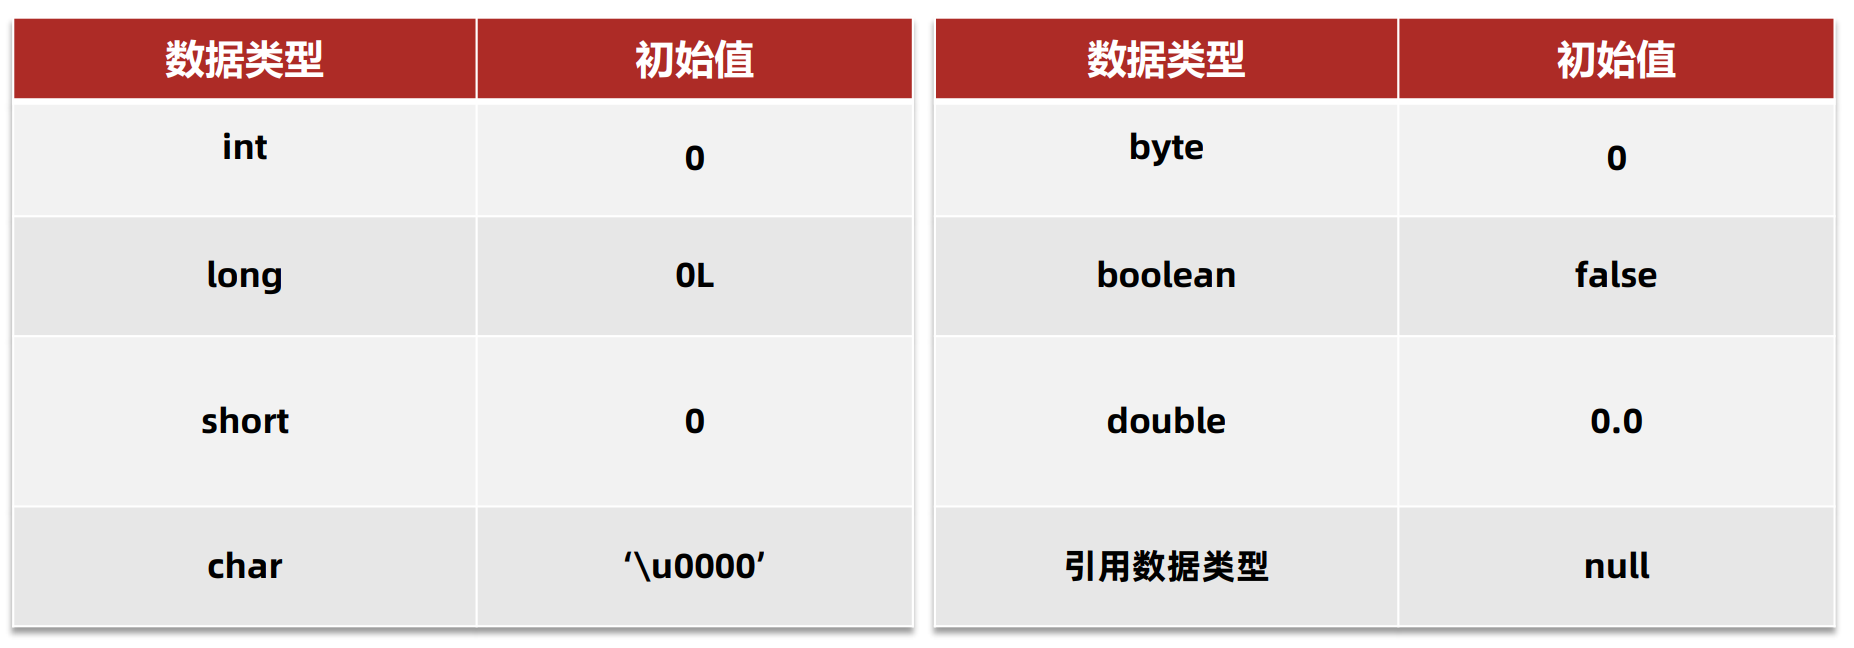 数据类型 初始值
int 0
long 0L
short 0
char ‘\u0000’
数据类型 初始值
byte 0
boolean false
double 0.0
引用数据类型 null